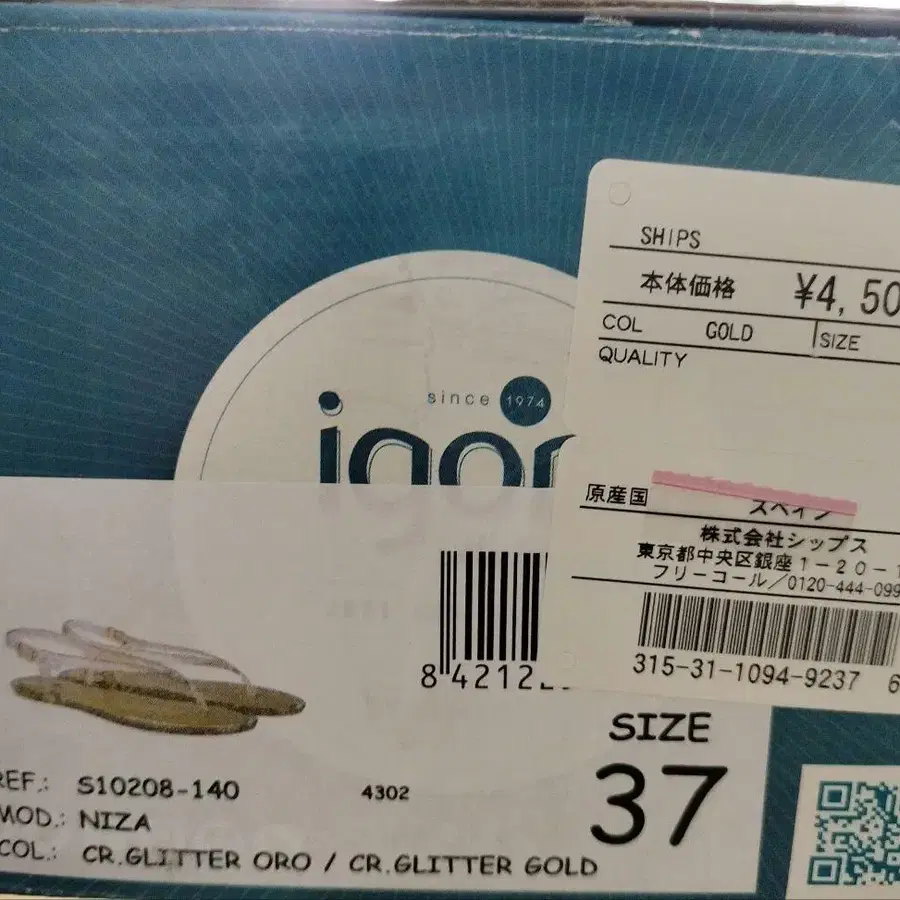 SHIPS
本体価格 ¥4,50
COL GOLD SIZE
QUALITY
since 1974
igor
原産国 スペイン
株式会社シップス
東京都中央区銀座1-20-1
フリーコール/0120-444-099
315-31-1094-9237 6
8 42122
SIZE
37
REF.: S10208-140 4302
MOD.: NIZA
COL.: CR.GLITTER ORO / CR.GLITTER GOLD